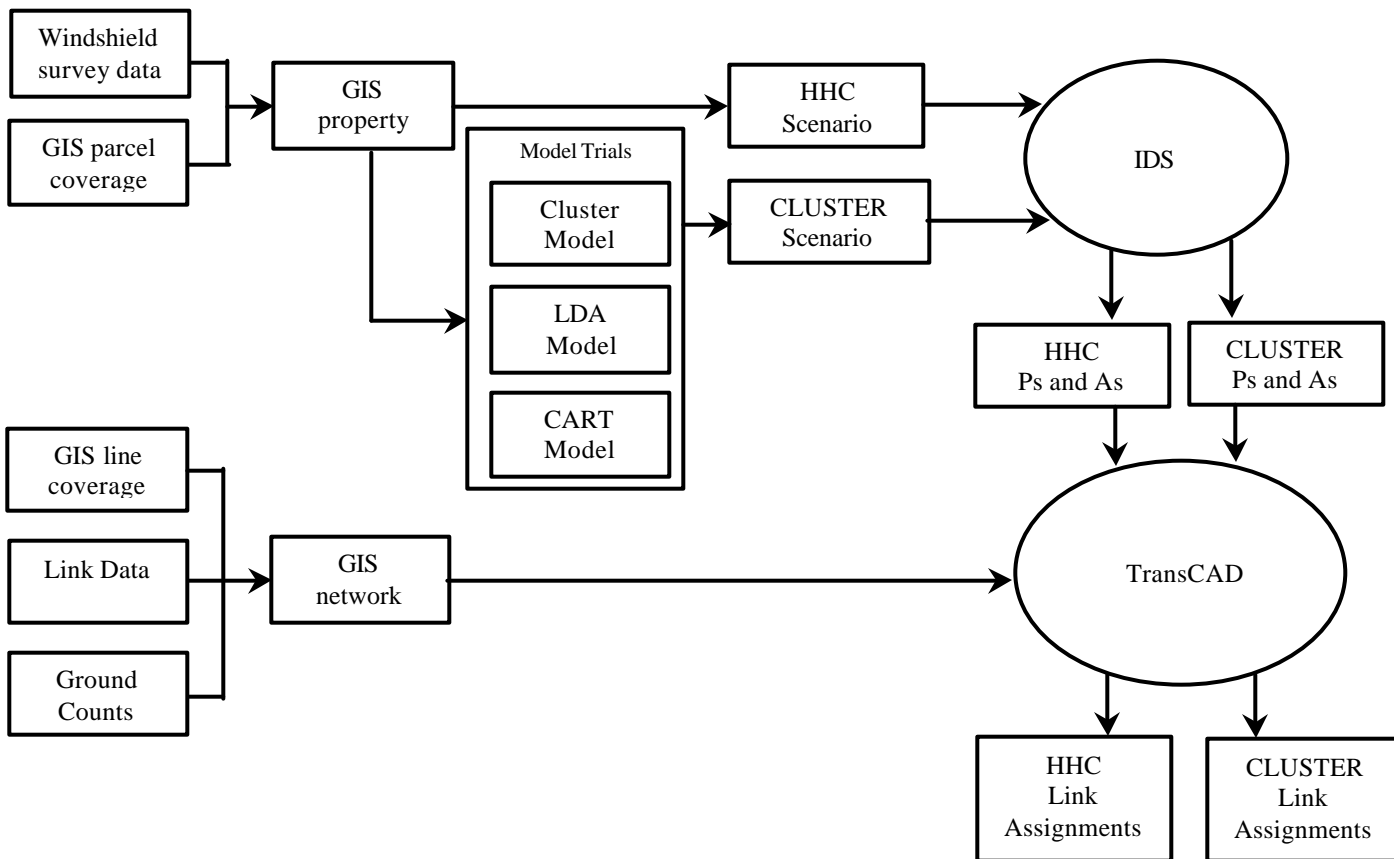 Windshield
survey data
GIS parcel
coverage
GIS
property
Model Trials
Cluster
Model
LDA
Model
CART
Model
HHC
Scenario
CLUSTER
Scenario
IDS
HHC
Ps and As
CLUSTER
Ps and As
GIS line
coverage
Link Data
Ground
Counts
GIS
network
TransCAD
HHC
Link
Assignments
CLUSTER
Link
Assignments